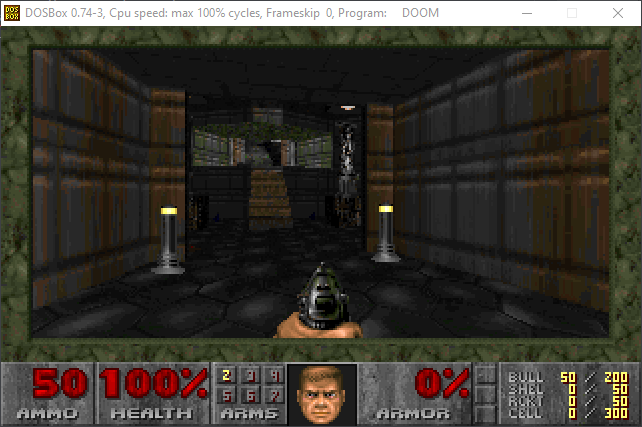 DOSBox 0.74-3, Cpu speed: max 100% cycles, Frameskip 0, Program: DOOM
50 100% 2 3 4 0% BULL 50 / 200
5 6 7 SHEL 0 / 50
RCKT 0 / 50
AMMO HEALTH ARMS ARMOR CELL 0 / 300